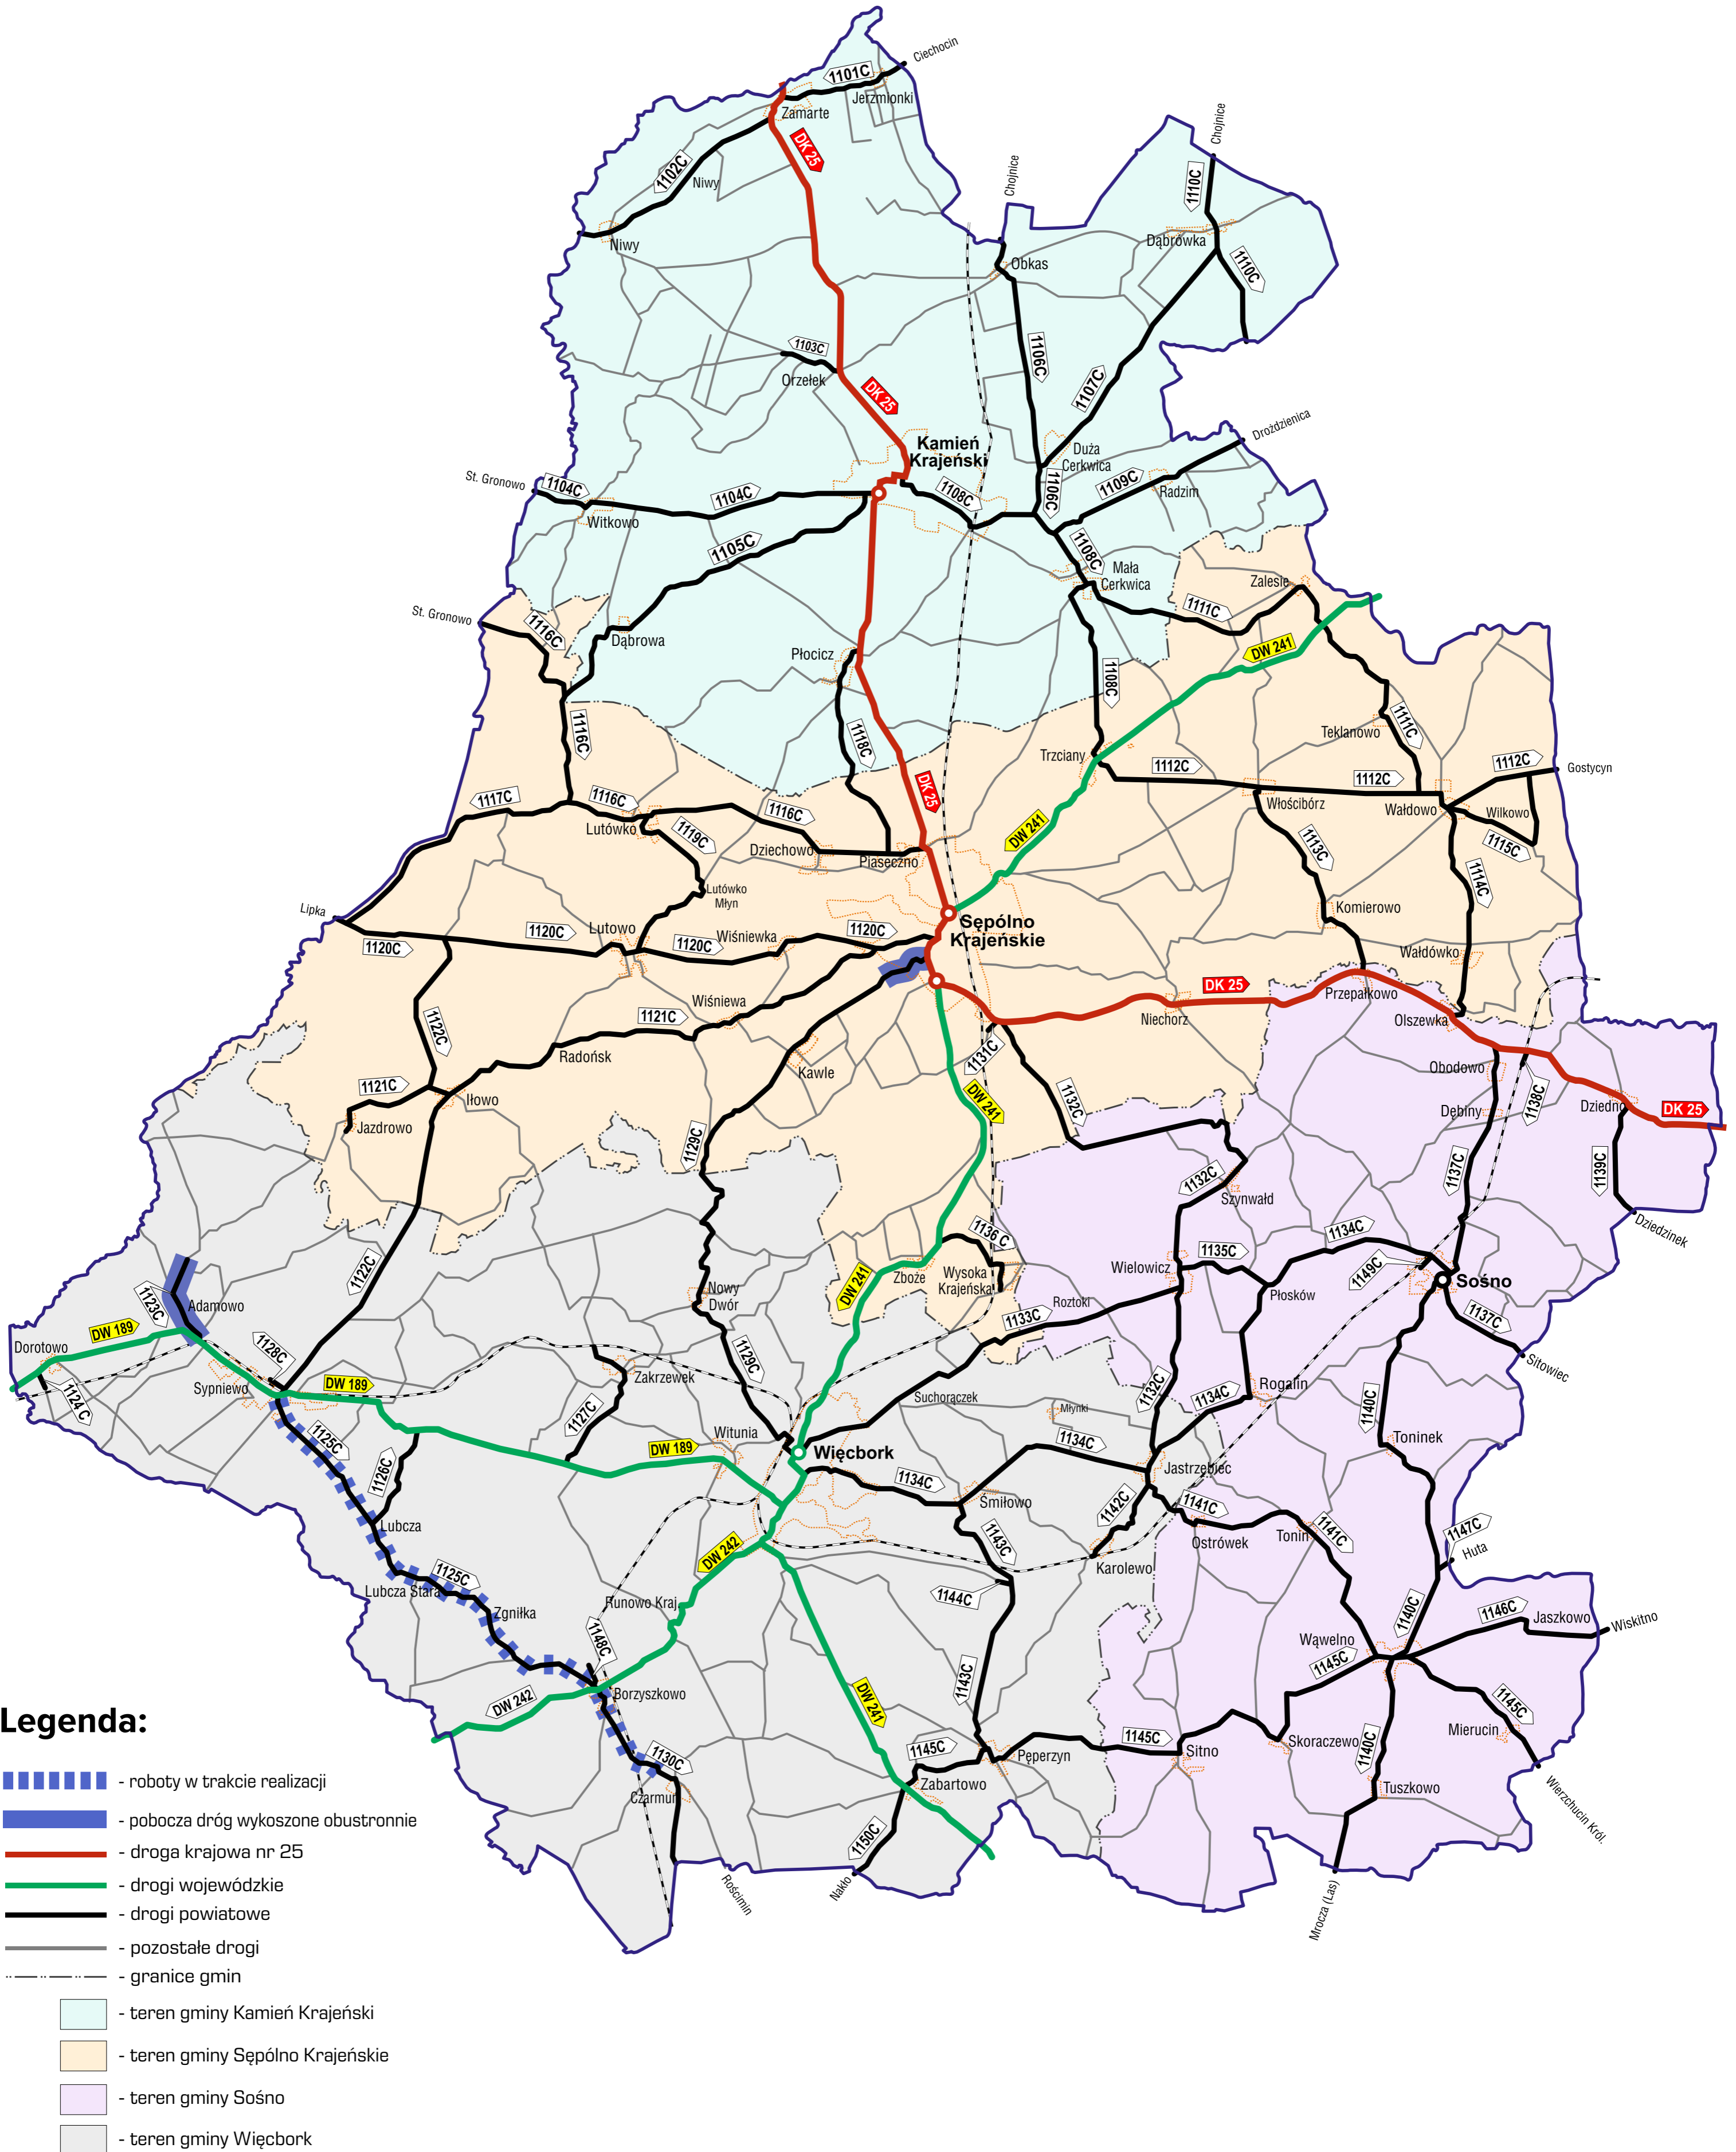 Ciechocin
1101C
Jerzmionki
Zamarte
DK 25
1102C
Niwy
Niwy
Chojnice
Chojnice
1110C
Dąbrówka
1110C
Obkas
1103C
Orzełek
1106C
1107C
DK 25
Kamień
Krajeński
Duża
Cerkwica
Drożdzienica
St. Gronowo
1104C
1104C
Witkowo
1108C
1106C
1109C
Radzim
1105C
1108C
Mała
Cerkwica
Zalesie
St. Gronowo
1116C
Dąbrowa
1111C
DW 241
Płocicz
1108C
1116C
1118C
Teklanowo
1111C
Trzciany
1112C
1112C
1112C
Gostycyn
DK 25
1117C
1116C
Lutówko
1119C
1116C
Dziechowo
Piaseczno
DW 241
Włościbórz
Wałdowo
Wilkowo
1115C
1113C
1114C
Lutówko
Młyn
Komierowo
Lipka
1120C
1120C
Lutowo
1120C
Wiśniewka
1120C
Sępólno
Krajeńskie
Wałdówko
DK 25
Przepałkowo
Niechorz
Olszewka
Wiśniewa
1121C
1122C
Radońsk
Kawle
1131C
DW 241
1132C
Obodowo
1138C
Dębiny
Dziedno
DK 25
1121C
Iłowo
Jazdrowo
1129C
1137C
1139C
1132C
Szynwałd
Dziedzinek
1136 C
1134C
1135C
1149C
Sośno
Wielowicz
Płosków
Zboże
Wysoka
Krajeńska
DW 241
1122C
1123C
Adamowo
Nowy
Dwór
Roztoki
1133C
1137C
Sitowiec
Dorotowo
DW 189
1128C
1129C
Sypniewo
DW 189
Zakrzewek
1124 C
1127C
Suchorączek
Młynki
1132C
1134C
Rogalin
1140C
Toninek
1125C
1126C
Witunia
DW 189
Więcbork
1134C
1134C
Jastrzębiec
Śmiłowo
1142C
1141C
Ostrówek
Tonin
1141C
1147C
Huta
Lubcza
1143C
Karolewo
DW 242
Lubcza Stara
1125C
Zgniłka
Runowo Kraj.
1144C
1148C
1140C
1146C
Jaszkowo
Wiskitno
Wąwelno
1145C
1143C
DW 242
Borzyszkowo
DW 241
1145C
Mierucin
1130C
Czarmuń
1145C
Pęperzyn
1145C
Sitno
Skoraczewo
1140C
Zabartowo
Tuszkowo
Wierzchucin Król.
1150C
Nakło
Rościmin
Mrocza (Las)
Legenda:
- roboty w trakcie realizacji
- pobocza dróg wykoszone obustronnie
- droga krajowa nr 25
- drogi wojewódzkie
- drogi powiatowe
- pozostałe drogi
- granice gmin
- teren gminy Kamień Krajeński
- teren gminy Sępólno Krajeńskie
- teren gminy Sośno
- teren gminy Więcbork